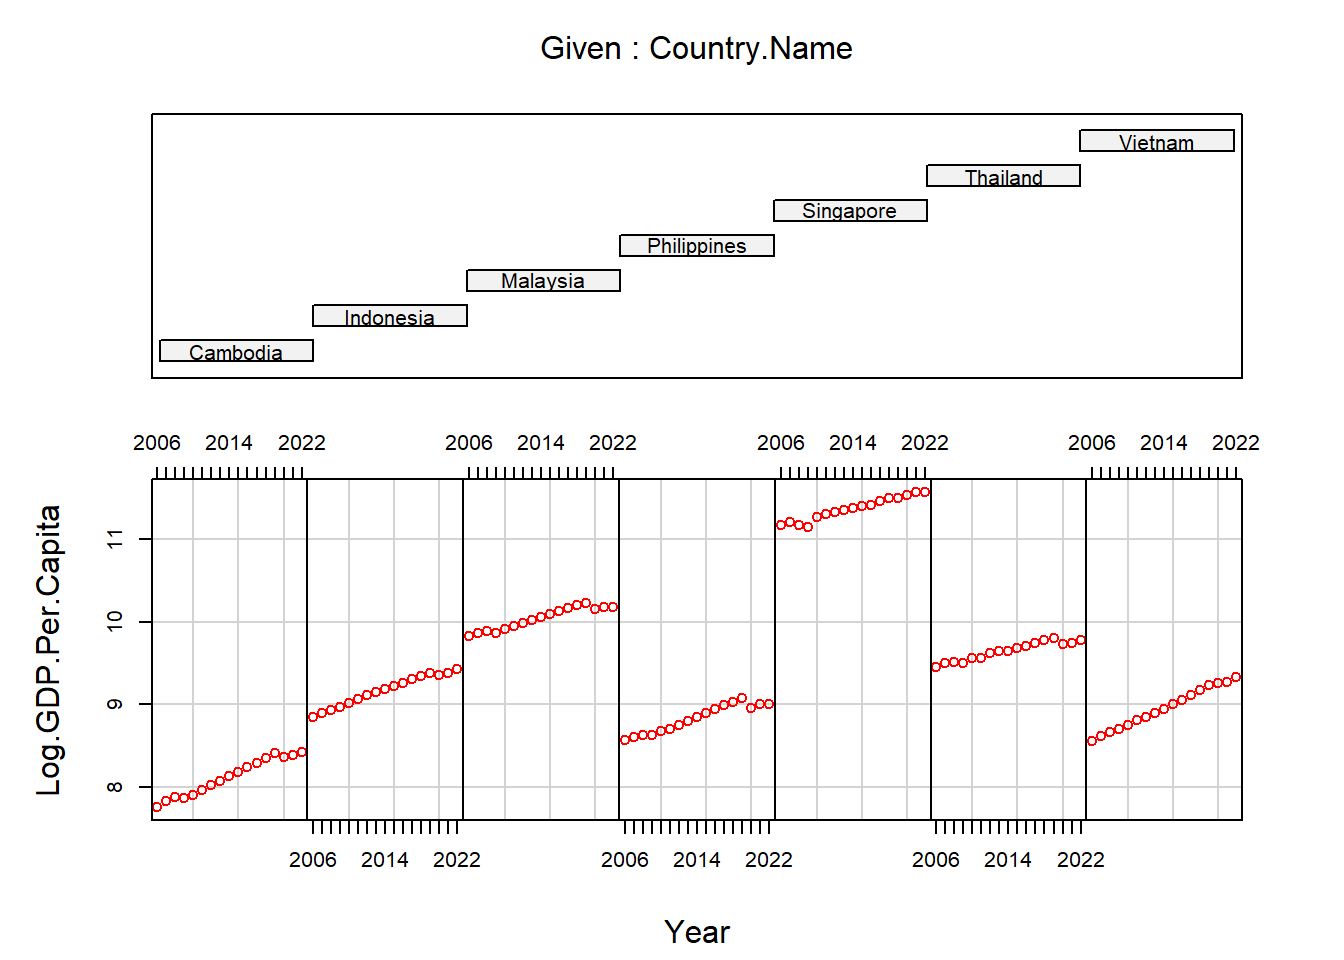 Given : Country.Name
Vietnam
Thailand
Singapore
Philippines
Malaysia
Indonesia
Cambodia
2006 2014 2022 2006 2014 2022 2006 2014 2022 2006 2014 2022
Log.GDP.Per.Capita
11
10
9
8
2006 2014 2022 2006 2014 2022 2006 2014 2022
Year